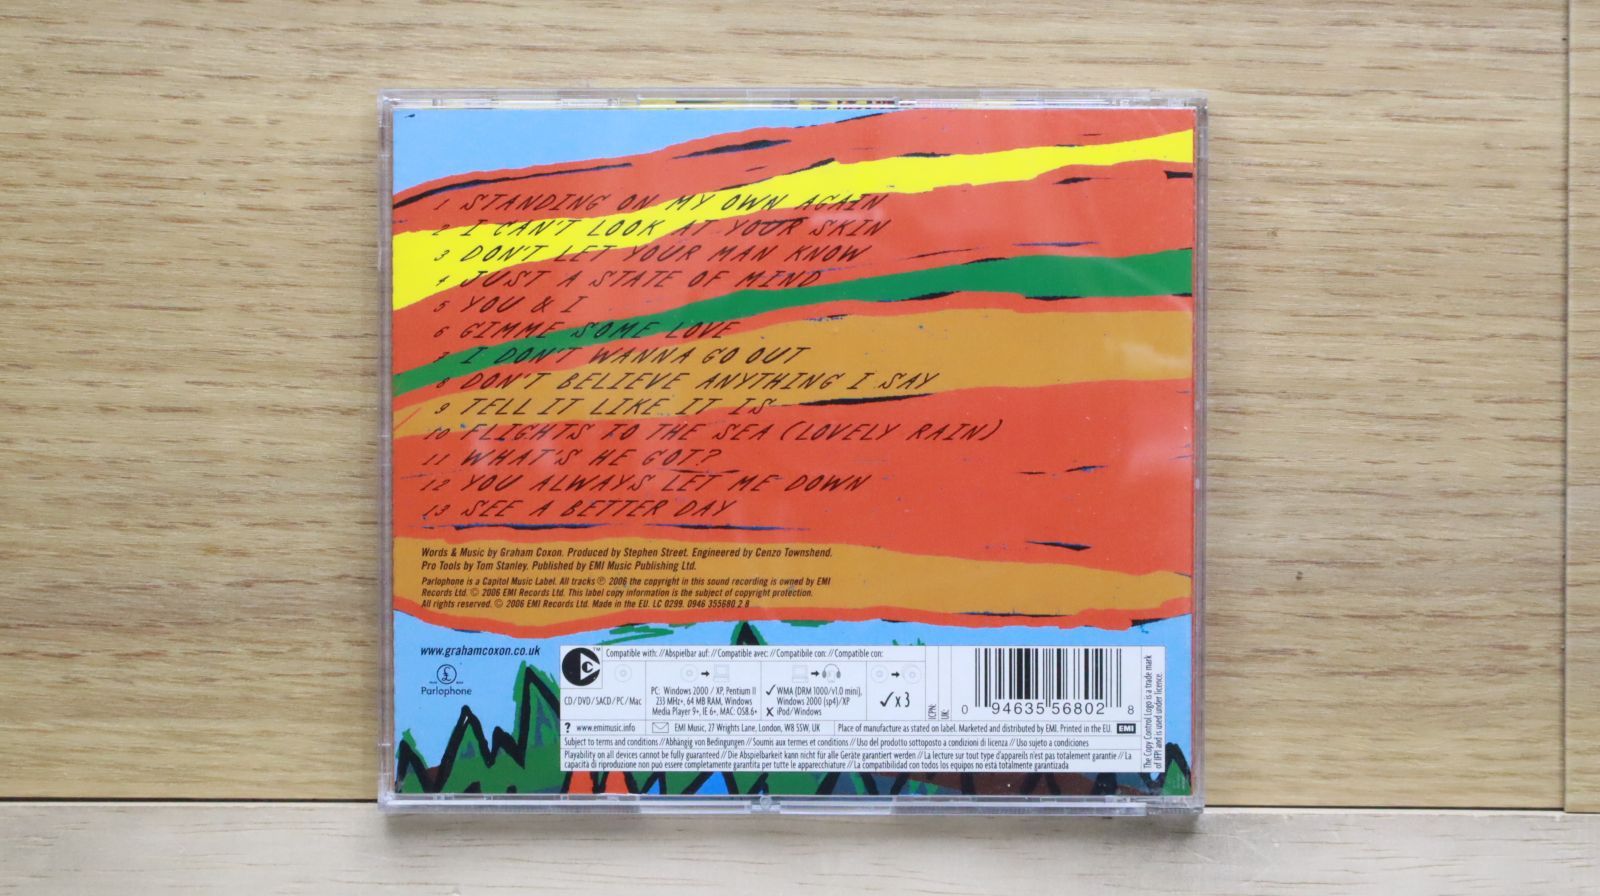 1 STANDING ON MY OWN AGAIN
2 I CAN'T LOOK AT YOUR SKIN
3 DON'T LET YOUR MAN KNOW
4 JUST A STATE OF MIND
5 YOU & I
6 GIMME SOME LOVE
7 I DON'T WANNA GO OUT
8 DON'T BELIEVE ANYTHING I SAY
9 TELL IT LIKE IT IS
10 FLIGHTS TO THE SEA (LOVELY RAIN)
11 WHAT'S HE GOT?
12 YOU ALWAYS LET ME DOWN
13 SEE A BETTER DAY
Words & Music by Graham Coxon. Produced by Stephen Street. Engineered by Cenzo Townshend.
Pro Tools by Tom Stanley. Published by EMI Music Publishing Ltd.
Parlophone is a Capitol Music Label. All tracks ℗ 2006 the copyright in this sound recording is owned by EMI
Records Ltd. © 2006 EMI Records Ltd. This label copy information is the subject of copyright protection.
All rights reserved. © 2006 EMI Records Ltd. Made in the EU. LC 0299. 0946 355680 2 8
www.grahamcoxon.co.uk
Parlophone
Compatible with: //Abspielbar auf: //Compatible avec: //Compatibile con: //Compatible con:
CD/DVD/SACD/PC/Mac
PC: Windows 2000 / XP, Pentium II
233 MHz+, 64 MB RAM, Windows
Media Player 9+, IE 6+, MAC: OS8.6+
✓ WMA (DRM 1000/v1.0 mini),
Windows 2000 (sp4)/XP
X iPod/Windows
✓ x 3
ICPN:
UK:
0 94635 56802 8
? www.emimusic.info
EMI Music, 27 Wrights Lane, London, W8 5SW, UK
Place of manufacture as stated on label. Marketed and distributed by EMI. Printed in the EU.
EMI
Subject to terms and conditions //Abhängig von Bedingungen //Soumis aux termes et conditions //Uso del prodotto sottoposto a condizioni di licenza //Uso sujeto a condiciones
Playability on all devices cannot be fully guaranteed // Die Abspielbarkeit kann nicht für alle Geräte garantiert werden // La lecture sur tout type d'appareils n'est pas totalement garantie // La
capacità di riproduzione non può essere completamente garantita per tutte le apparecchiature // La compatibilidad con todos los equipos no está totalmente garantizada
The Copy Control Logo is a trade mark
of IFPI and is used under licence.